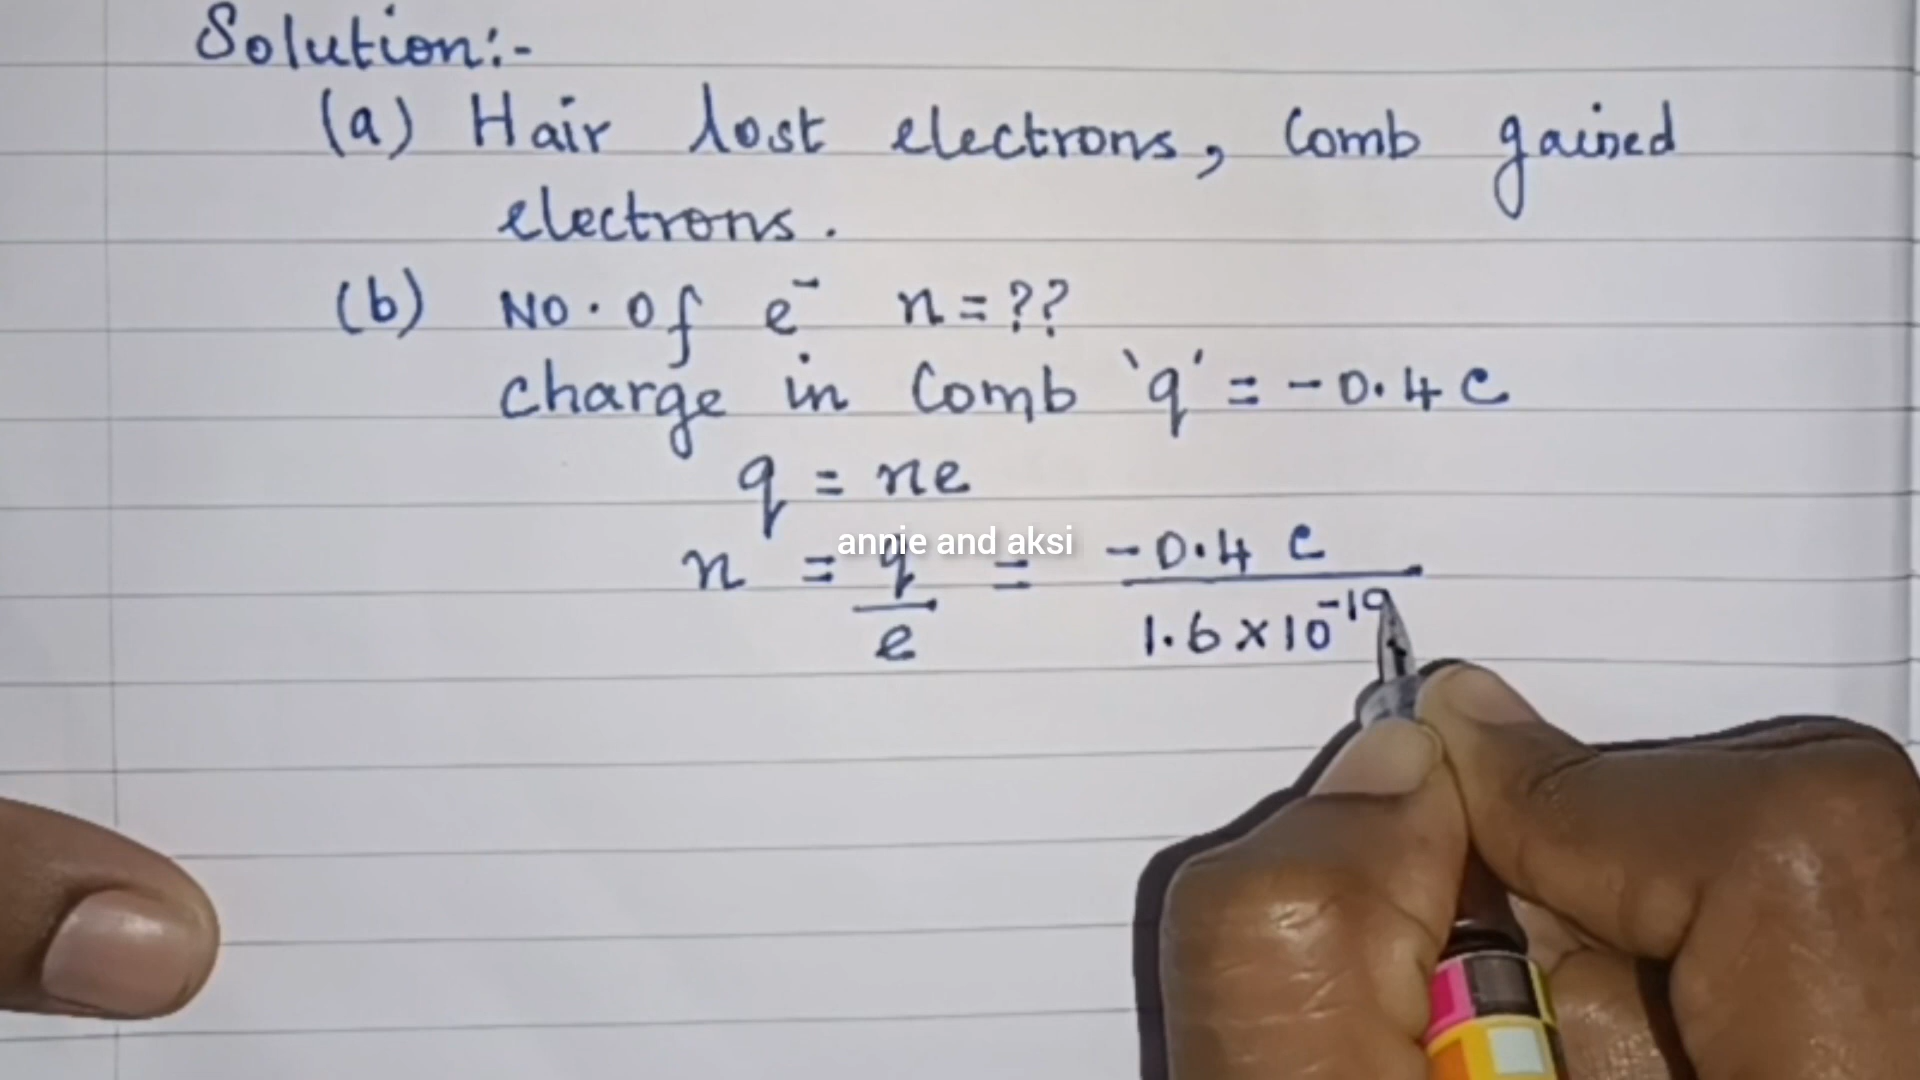 Solution:-
(a) Hair lost electrons, Comb gained
electrons.
(b) No. of e⁻ n = ??
Charge in Comb 'q' = -0.4 C
q = ne
annie and aksi
n = q/e = -0.4 C / 1.6 × 10⁻¹⁹